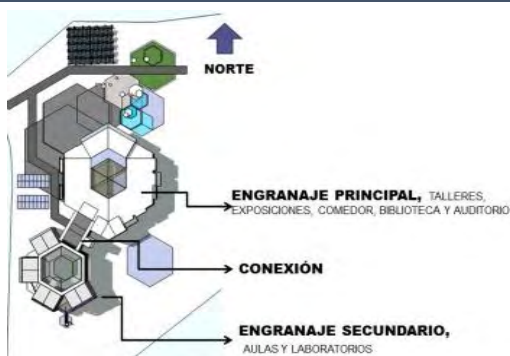 NORTE
ENGRANAJE PRINCIPAL, TALLERES,
EXPOSICIONES, COMEDOR, BIBLIOTECA Y AUDITORIO
CONEXIÓN
ENGRANAJE SECUNDARIO,
AULAS Y LABORATORIOS